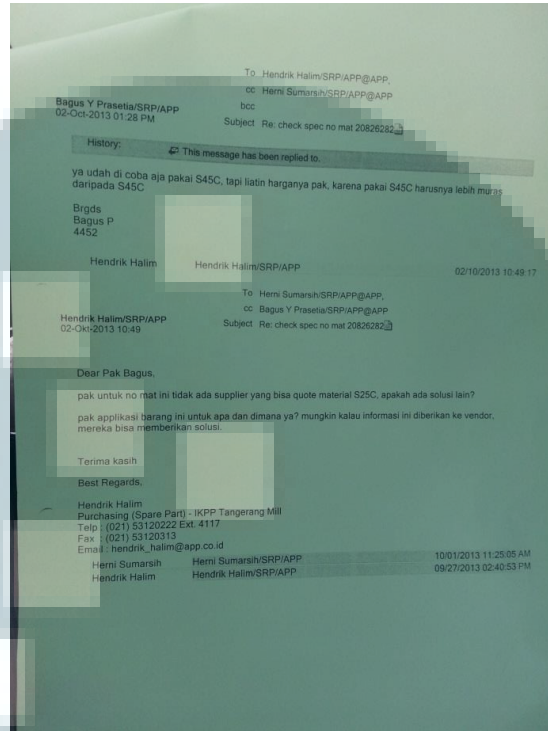 To Hendrik Halim/SRP/APP@APP,
cc Herni Sumarsih/SRP/APP@APP
bcc
Subject Re: check spec no mat 20826282
Bagus Y Prasetia/SRP/APP
02-Oct-2013 01:28 PM
History: This message has been replied to.
ya udah di coba aja pakai S45C, tapi liatin harganya pak, karena pakai S45C harusnya lebih muras
daripada S45C
Brgds
Bagus P
4452
Hendrik Halim Hendrik Halim/SRP/APP 02/10/2013 10:49:17
To Herni Sumarsih/SRP/APP@APP,
cc Bagus Y Prasetia/SRP/APP@APP
Subject Re: check spec no mat 20826282
Hendrik Halim/SRP/APP
02-Okt-2013 10:49
Dear Pak Bagus,
pak untuk no mat ini tidak ada supplier yang bisa quote material S25C, apakah ada solusi lain?
pak applikasi barang ini untuk apa dan dimana ya? mungkin kalau informasi ini diberikan ke vendor,
mereka bisa memberikan solusi.
Terima kasih
Best Regards,
Hendrik Halim
Purchasing (Spare Part) - IKPP Tangerang Mill
Telp : (021) 53120222 Ext. 4117
Fax : (021) 53120313
Email : hendrik_halim@app.co.id
Herni Sumarsih Herni Sumarsih/SRP/APP 10/01/2013 11:25:05 AM
Hendrik Halim Hendrik Halim/SRP/APP 09/27/2013 02:40:53 PM